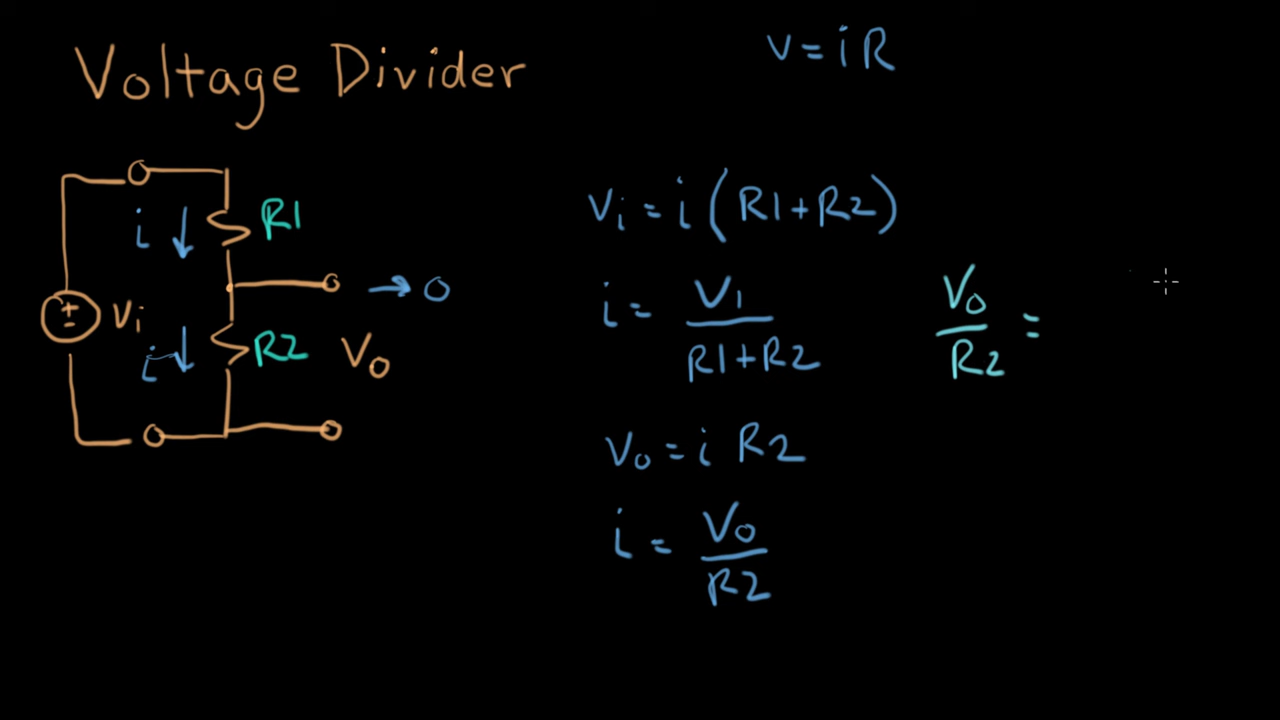 Voltage Divider
v = i R
i ↓ R1
→ 0
± Vi
i ↓ R2 Vo
Vi = i (R1 + R2)
i = V1 / R1 + R2
Vo = i R2
i = Vo / R2
Vo / R2 =